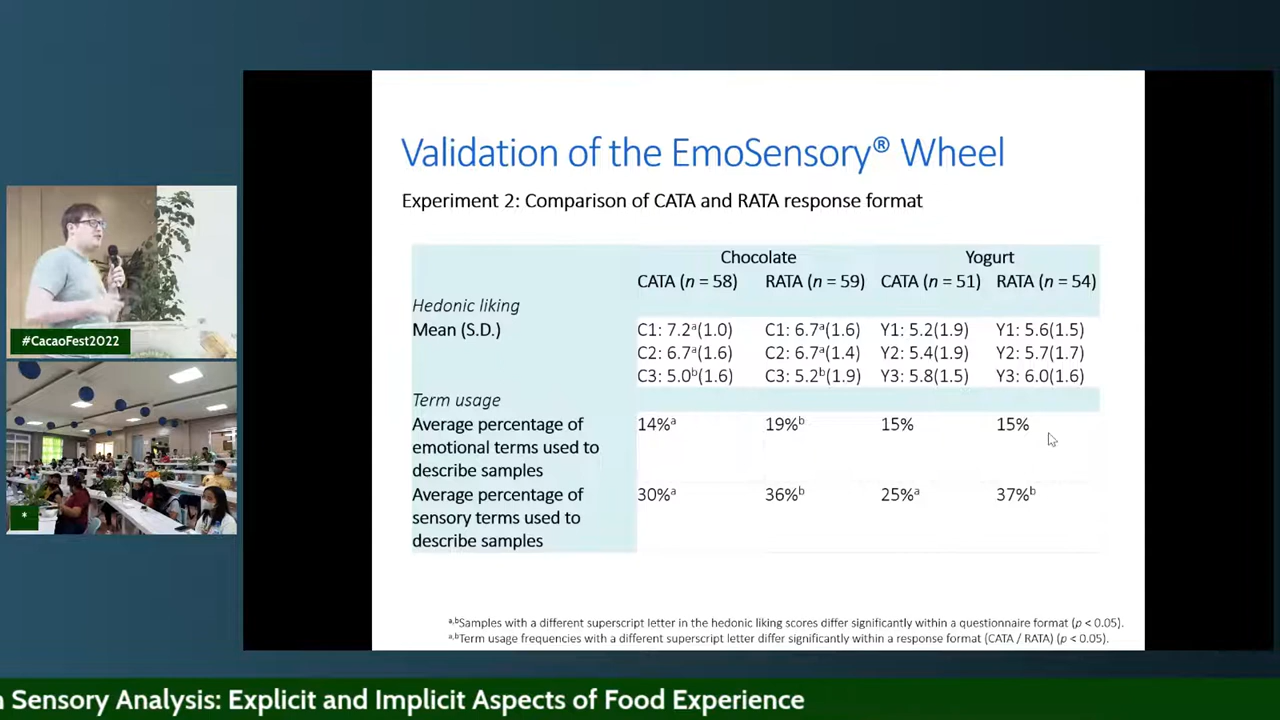 Validation of the EmoSensory® Wheel
Experiment 2: Comparison of CATA and RATA response format
Chocolate Yogurt
CATA (n = 58) RATA (n = 59) CATA (n = 51) RATA (n = 54)
Hedonic liking
Mean (S.D.) C1: 7.2ᵃ(1.0) C1: 6.7ᵃ(1.6) Y1: 5.2(1.9) Y1: 5.6(1.5)
C2: 6.7ᵃ(1.6) C2: 6.7ᵃ(1.4) Y2: 5.4(1.9) Y2: 5.7(1.7)
C3: 5.0ᵇ(1.6) C3: 5.2ᵇ(1.9) Y3: 5.8(1.5) Y3: 6.0(1.6)
Term usage
Average percentage of 14%ᵃ 19%ᵇ 15% 15%
emotional terms used to
describe samples
Average percentage of 30%ᵃ 36%ᵇ 25%ᵃ 37%ᵇ
sensory terms used to
describe samples
ᵃ,ᵇSamples with a different superscript letter in the hedonic liking scores differ significantly within a questionnaire format (p < 0.05).
ᵃ,ᵇTerm usage frequencies with a different superscript letter differ significantly within a response format (CATA / RATA) (p < 0.05).
#CacaoFest2022
*
Sensory Analysis: Explicit and Implicit Aspects of Food Experience